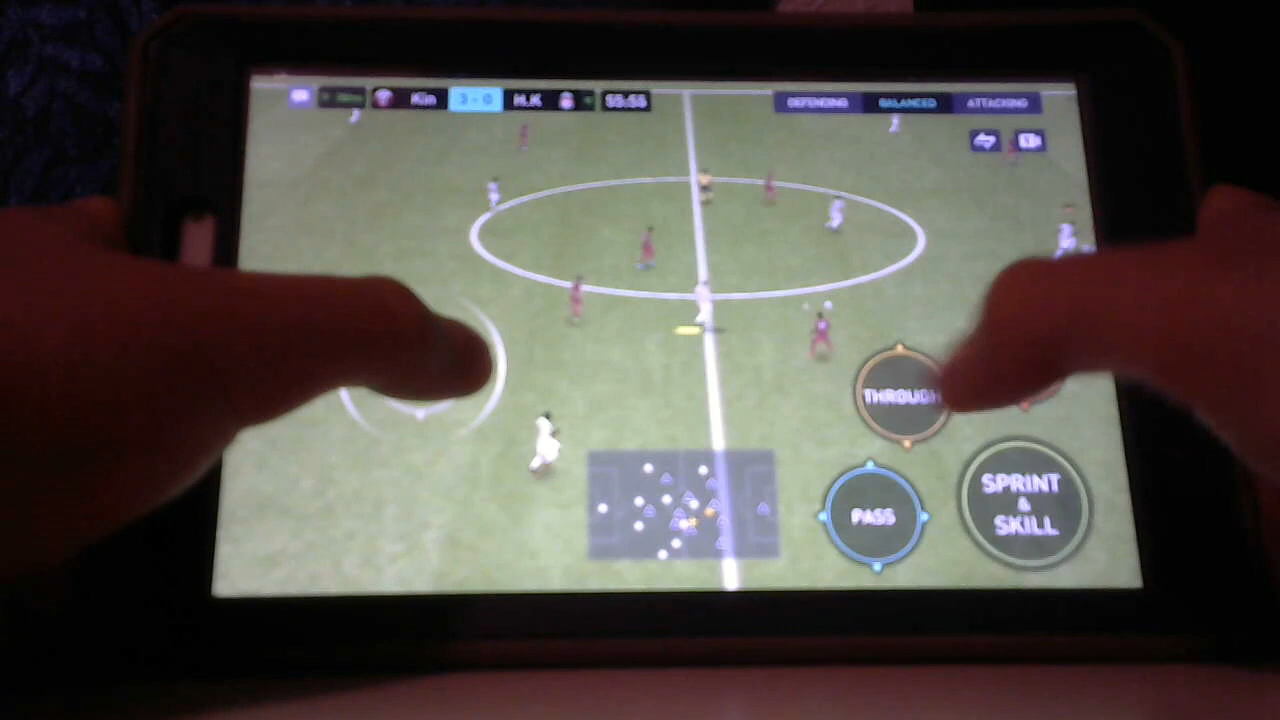 Kin 3 - 0 H.K 55:55
DEFENDING BALANCED ATTACKING
THROUGH
PASS
SPRINT
&
SKILL